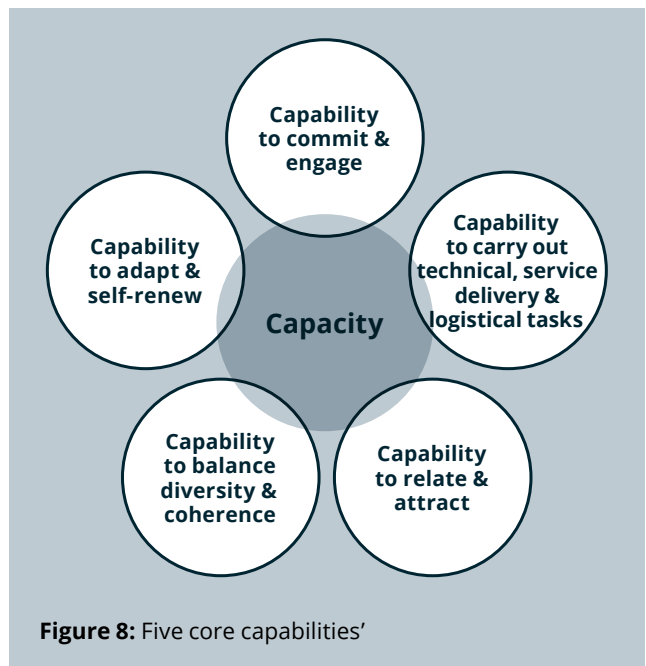 Capability
to commit &
engage
Capability
to adapt &
self-renew
Capability
to carry out
technical, service
delivery &
logistical tasks
Capacity
Capability
to balance
diversity &
coherence
Capability
to relate &
attract
Figure 8: Five core capabilities’